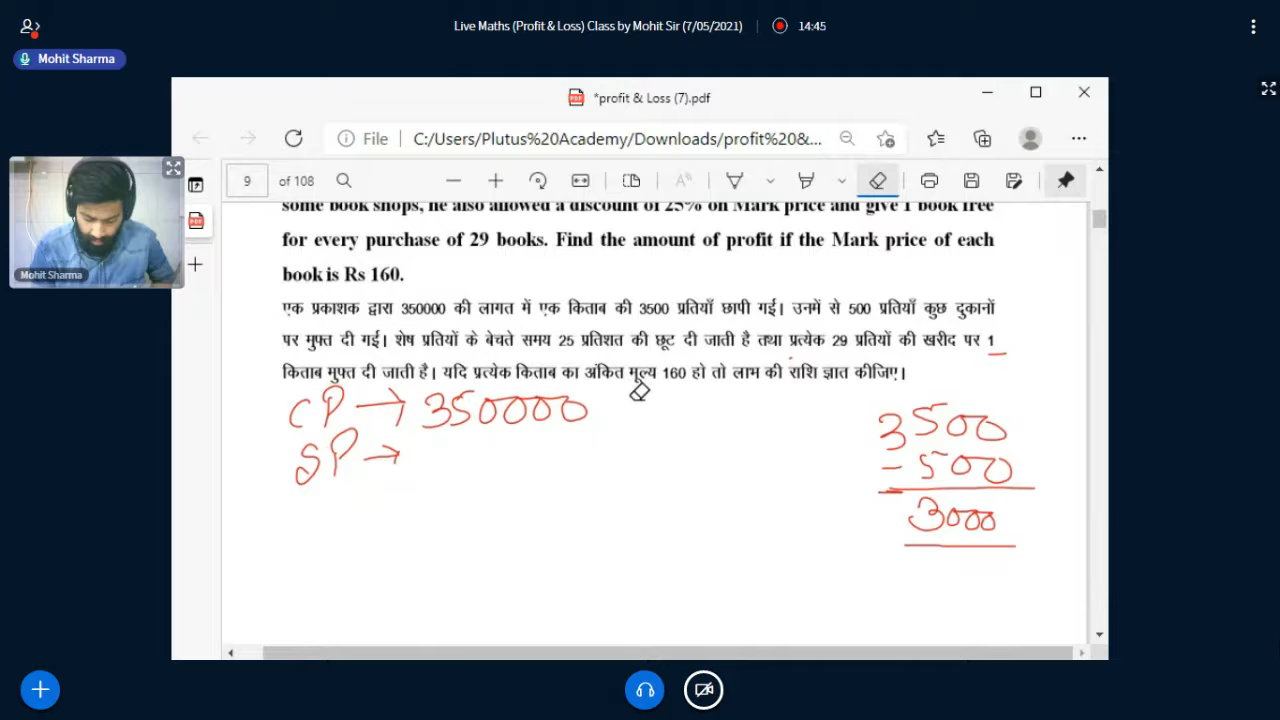 Live Maths (Profit & Loss) Class by Mohit Sir (7/05/2021)
14:45
Mohit Sharma
*profit & Loss (7).pdf
File
C:/Users/Plutus%20Academy/Downloads/profit%20&...
9 of 108
some book shops, he also allowed a discount of 25% on Mark price and give 1 book free
for every purchase of 29 books. Find the amount of profit if the Mark price of each
book is Rs 160.
एक प्रकाशक द्वारा 350000 की लागत में एक किताब की 3500 प्रतियाँ छापी गई। उनमें से 500 प्रतियाँ कुछ दुकानों
पर मुफ्त दी गई। शेष प्रतियों के बेचते समय 25 प्रतिशत की छूट दी जाती है तथा प्रत्येक 29 प्रतियों की खरीद पर 1
किताब मुफ्त दी जाती है। यदि प्रत्येक किताब का अंकित मूल्य 160 हो तो लाभ की राशि ज्ञात कीजिए।
CP → 350000
SP →
3500
- 500
3000
Mohit Sharma